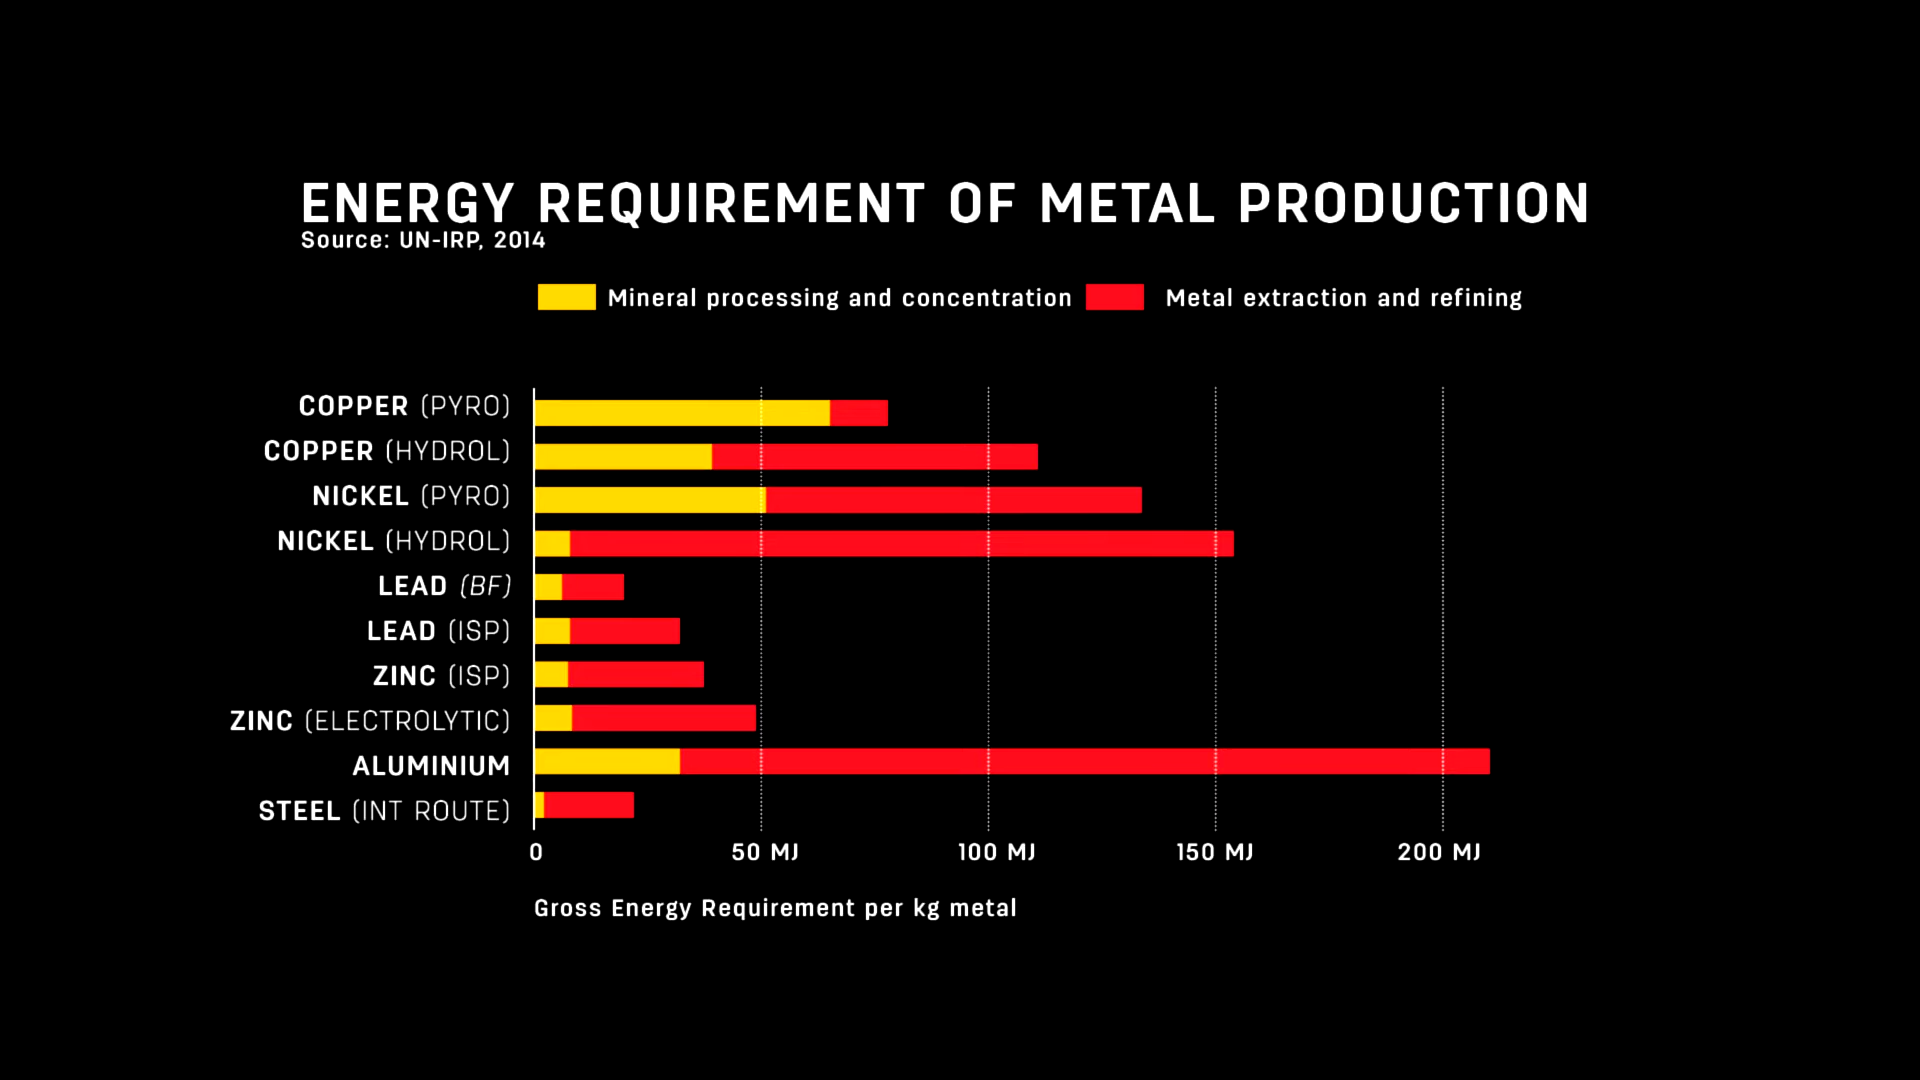 ENERGY REQUIREMENT OF METAL PRODUCTION
Source: UN-IRP, 2014
Mineral processing and concentration Metal extraction and refining
COPPER (PYRO)
COPPER (HYDROL)
NICKEL (PYRO)
NICKEL (HYDROL)
LEAD (BF)
LEAD (ISP)
ZINC (ISP)
ZINC (ELECTROLYTIC)
ALUMINIUM
STEEL (INT ROUTE)
0 50 MJ 100 MJ 150 MJ 200 MJ
Gross Energy Requirement per kg metal